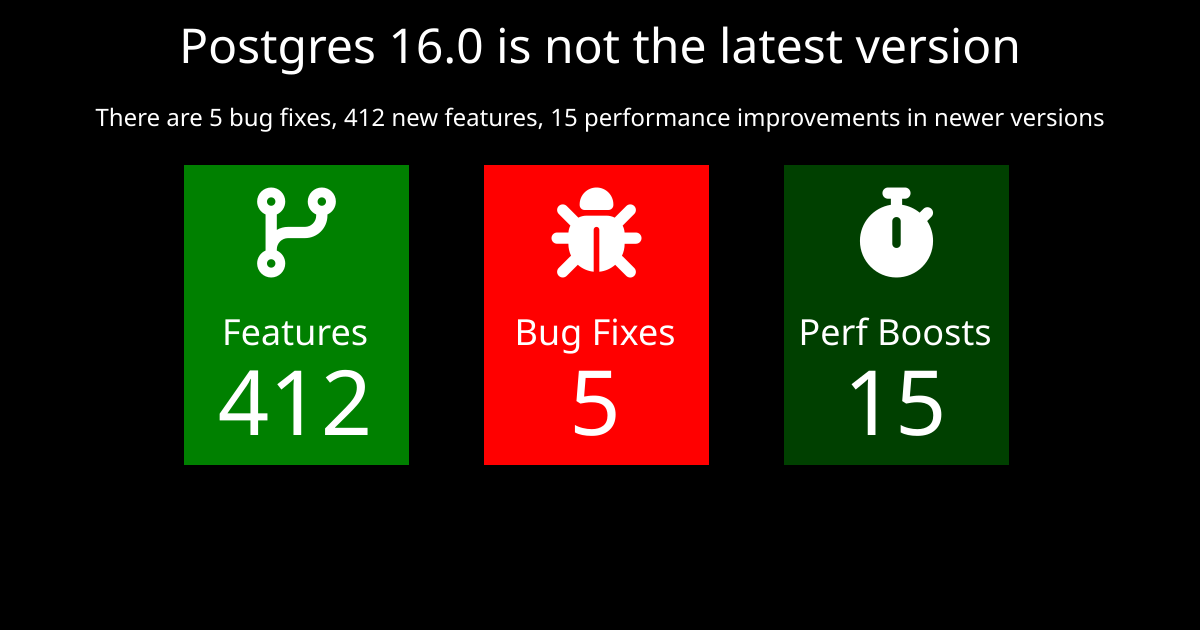 Postgres 16.0 is not the latest version
There are 5 bug fixes, 412 new features, 15 performance improvements in newer versions
Features
412
Bug Fixes
5
Perf Boosts
15